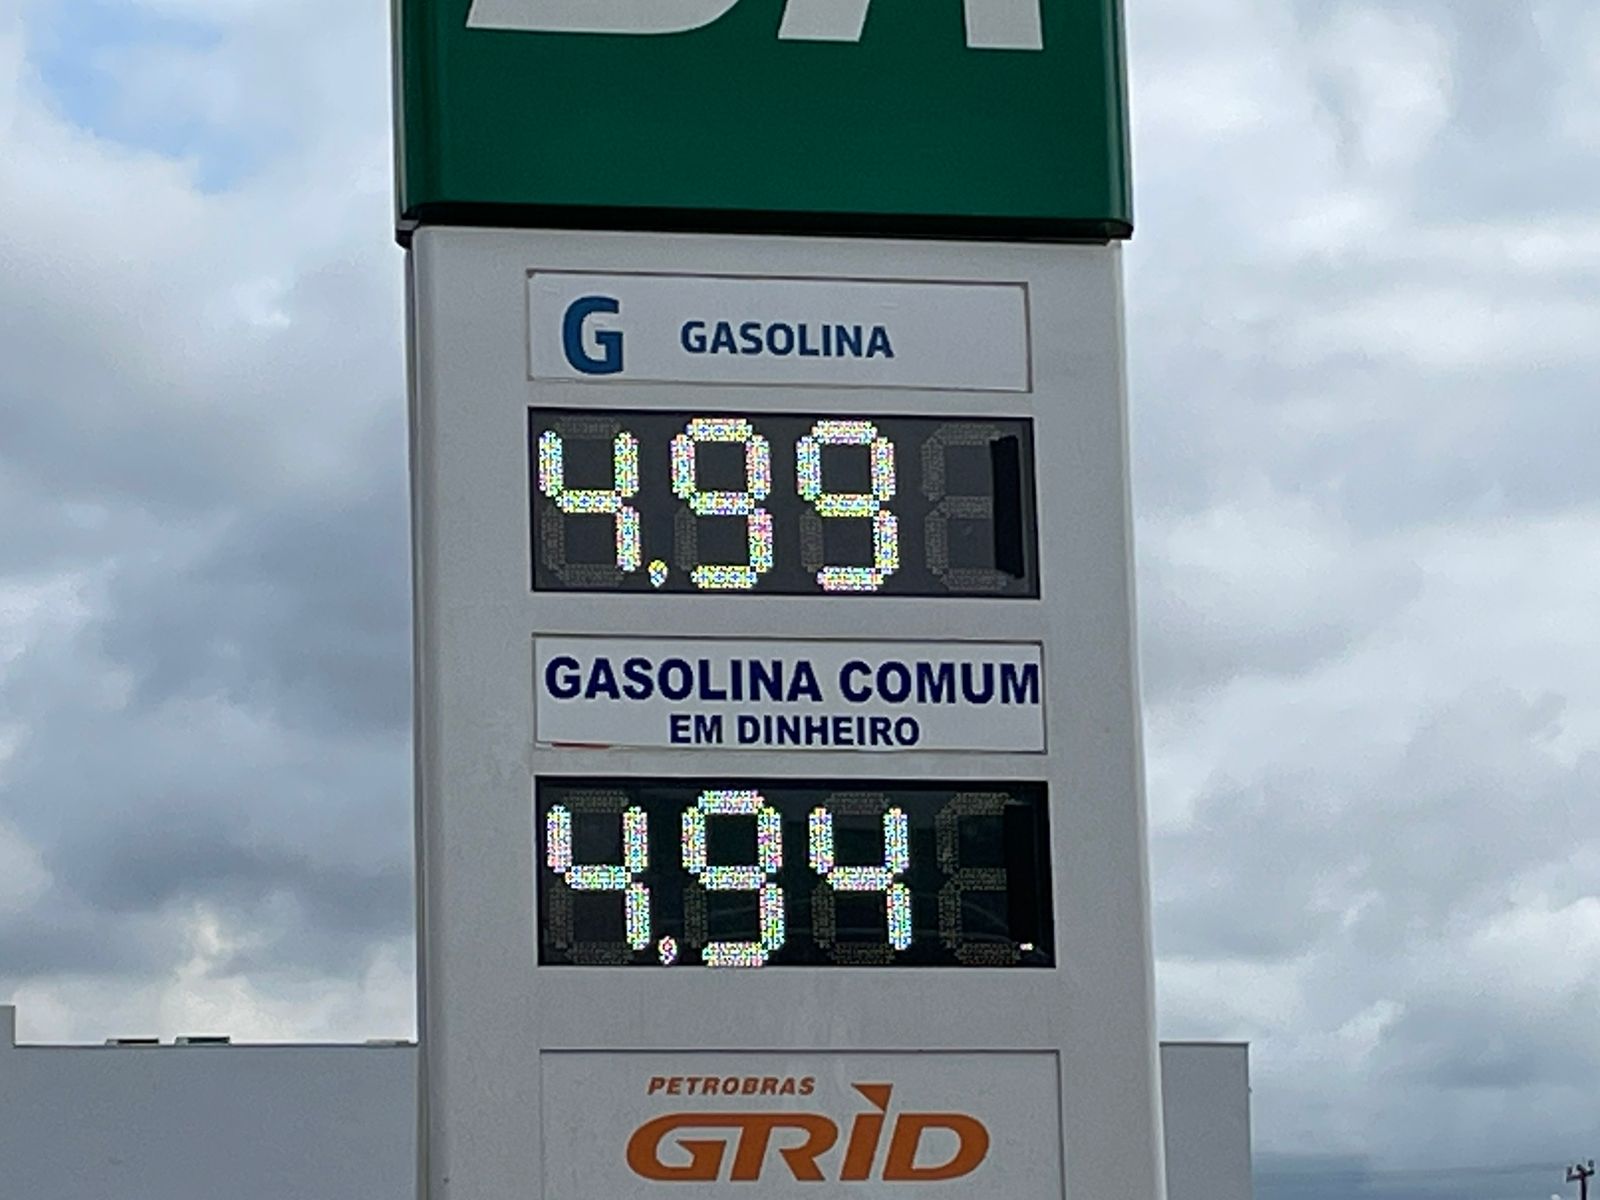 G GASOLINA
4.99
GASOLINA COMUM
EM DINHEIRO
4.94
PETROBRAS
GRID